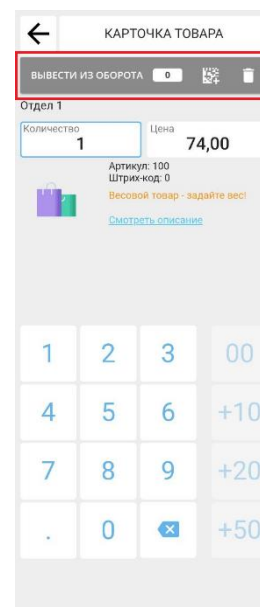 КАРТОЧКА ТОВАРА
ВЫВЕСТИ ИЗ ОБОРОТА 0
Отдел 1
Количество Цена
1 74,00
Артикул: 100
Штрих-код: 0
Весовой товар - задайте вес!
Смотреть описание
1 2 3 00
4 5 6 +10
7 8 9 +20
. 0 +50